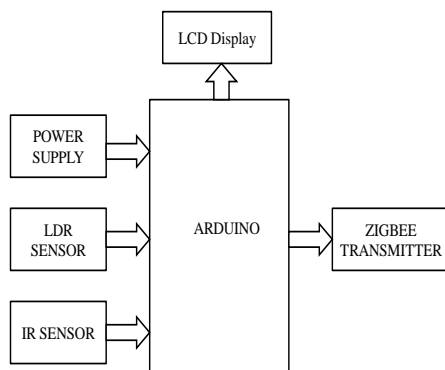 LCD Display
POWER
SUPPLY
LDR
SENSOR
ARDUINO
ZIGBEE
TRANSMITTER
IR SENSOR